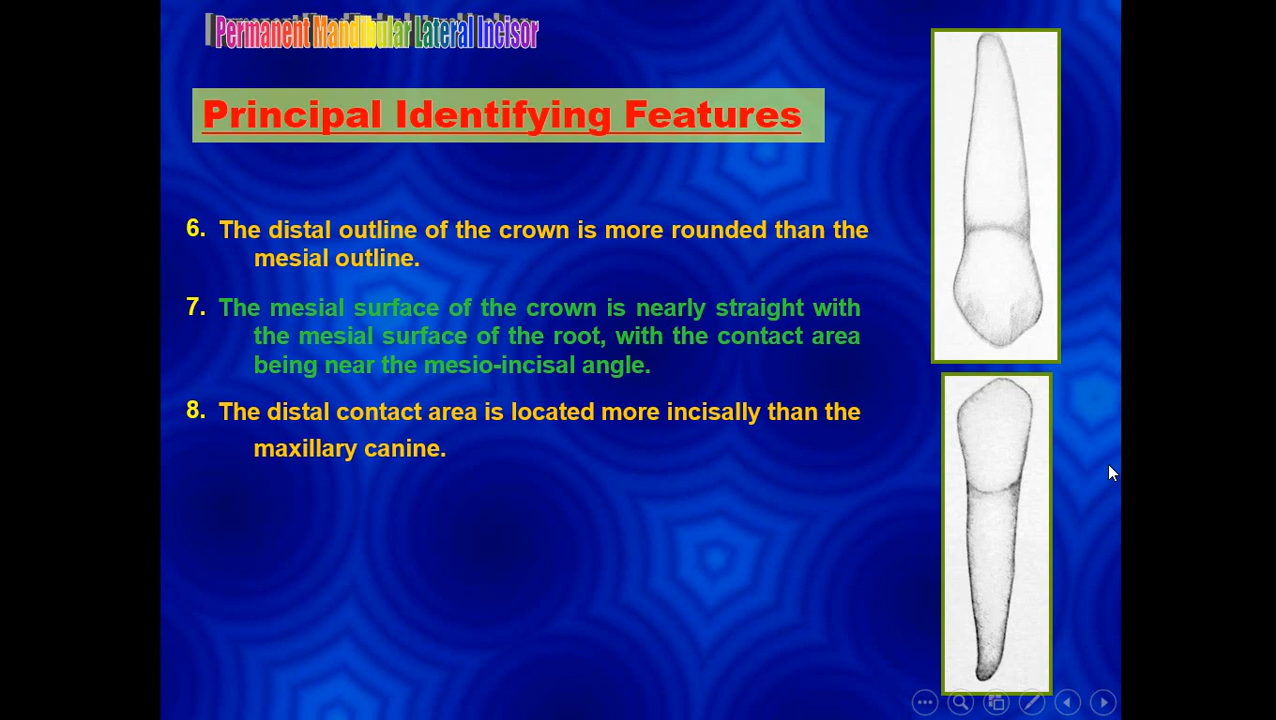 Permanent Mandibular Lateral Incisor
Principal Identifying Features
6. The distal outline of the crown is more rounded than the
mesial outline.
7. The mesial surface of the crown is nearly straight with
the mesial surface of the root, with the contact area
being near the mesio-incisal angle.
8. The distal contact area is located more incisally than the
maxillary canine.